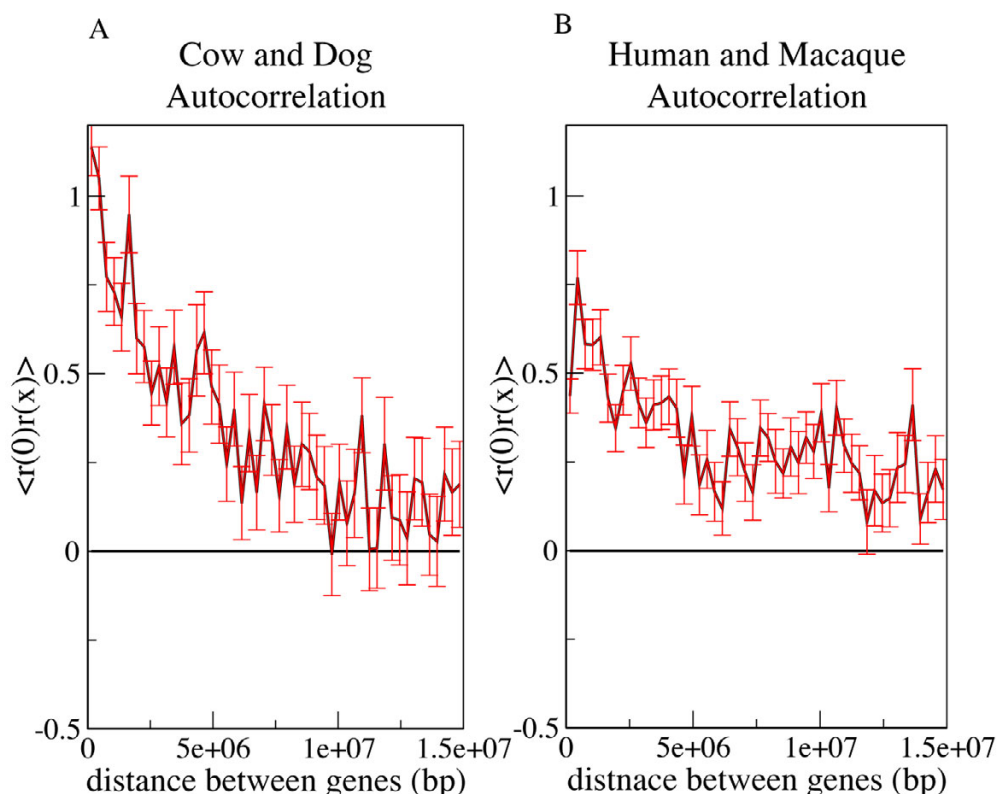 A
Cow and Dog
Autocorrelation
<r(0)r(x)>
1
0.5
0
-0.5
0
5e+06
1e+07
1.5e+07
distance between genes (bp)
B
Human and Macaque
Autocorrelation
<r(0)r(x)>
1
0.5
0
-0.5
0
5e+06
1e+07
1.5e+07
distnace between genes (bp)